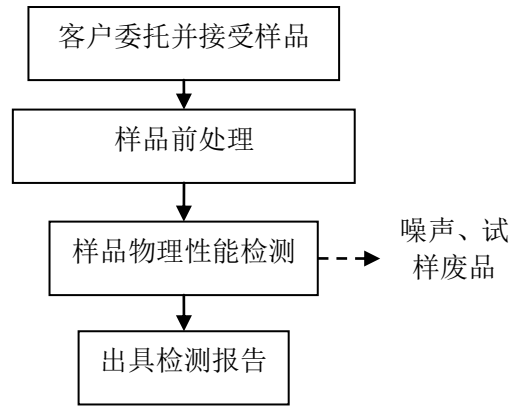 客户委托并接受样品
样品前处理
样品物理性能检测
噪声、试
样废品
出具检测报告